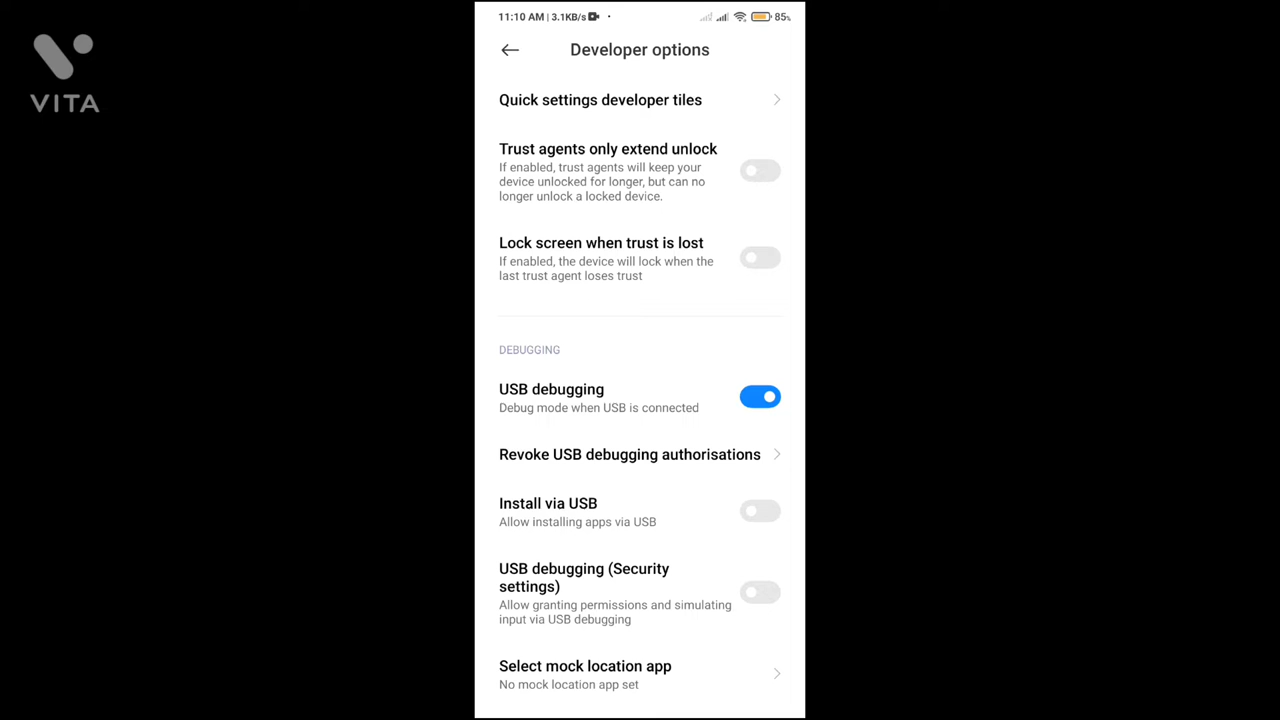 VITA
11:10 AM | 3.1KB/s
85%
Developer options
Quick settings developer tiles
Trust agents only extend unlock
If enabled, trust agents will keep your
device unlocked for longer, but can no
longer unlock a locked device.
Lock screen when trust is lost
If enabled, the device will lock when the
last trust agent loses trust
DEBUGGING
USB debugging
Debug mode when USB is connected
Revoke USB debugging authorisations
Install via USB
Allow installing apps via USB
USB debugging (Security
settings)
Allow granting permissions and simulating
input via USB debugging
Select mock location app
No mock location app set